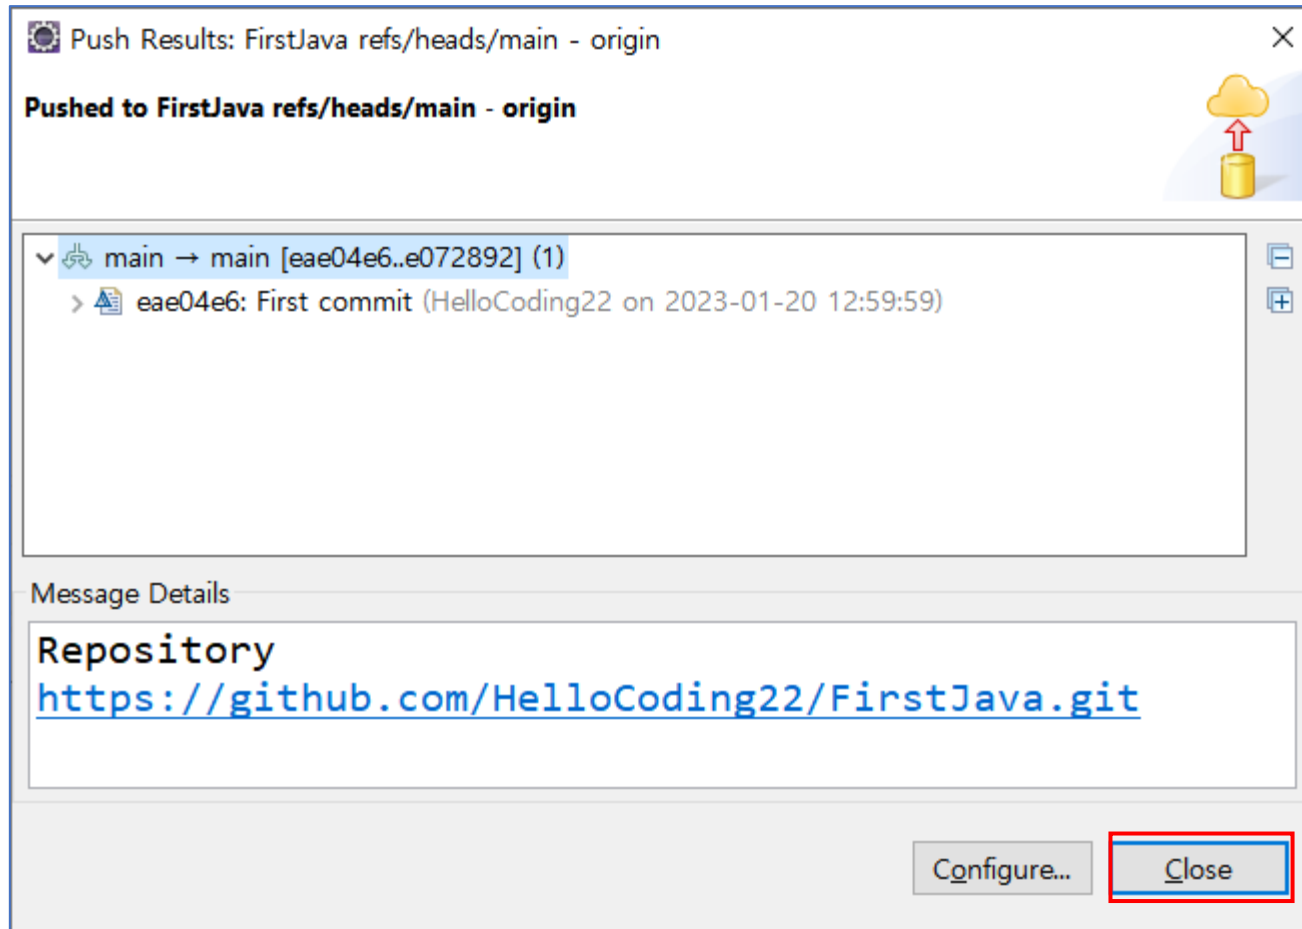 Push Results: FirstJava refs/heads/main - origin
Pushed to FirstJava refs/heads/main - origin
main → main [eae04e6..e072892] (1)
eae04e6: First commit (HelloCoding22 on 2023-01-20 12:59:59)
Message Details
Repository
https://github.com/HelloCoding22/FirstJava.git
Configure... Close